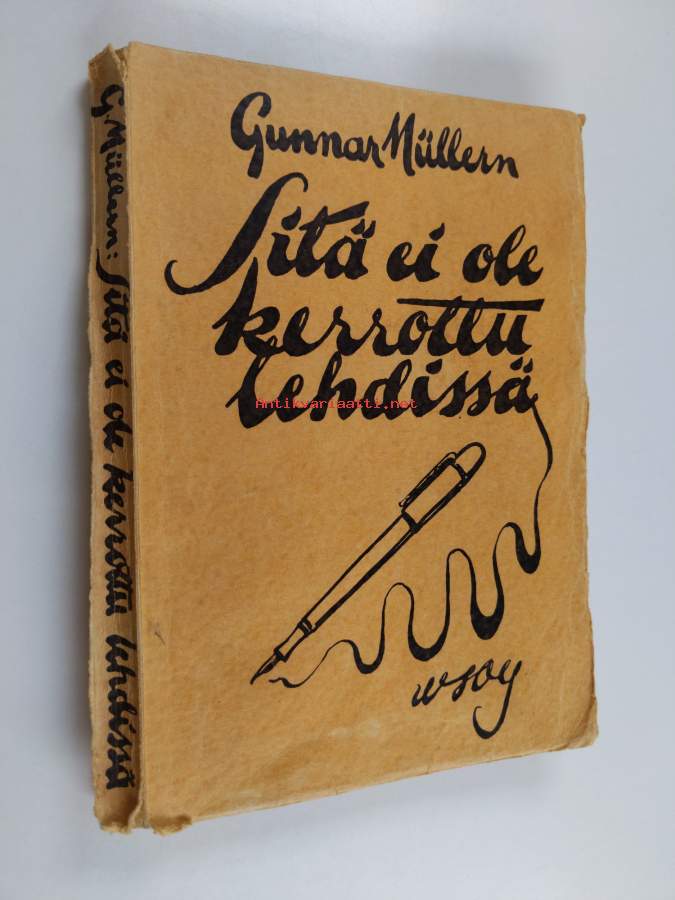 Gunnar Müllern
Sitä ei ole
kerrottu
lehdissä
Antikvariaatti.net
wsoy
G. Müllern: Sitä ei ole kerrottu lehdissä